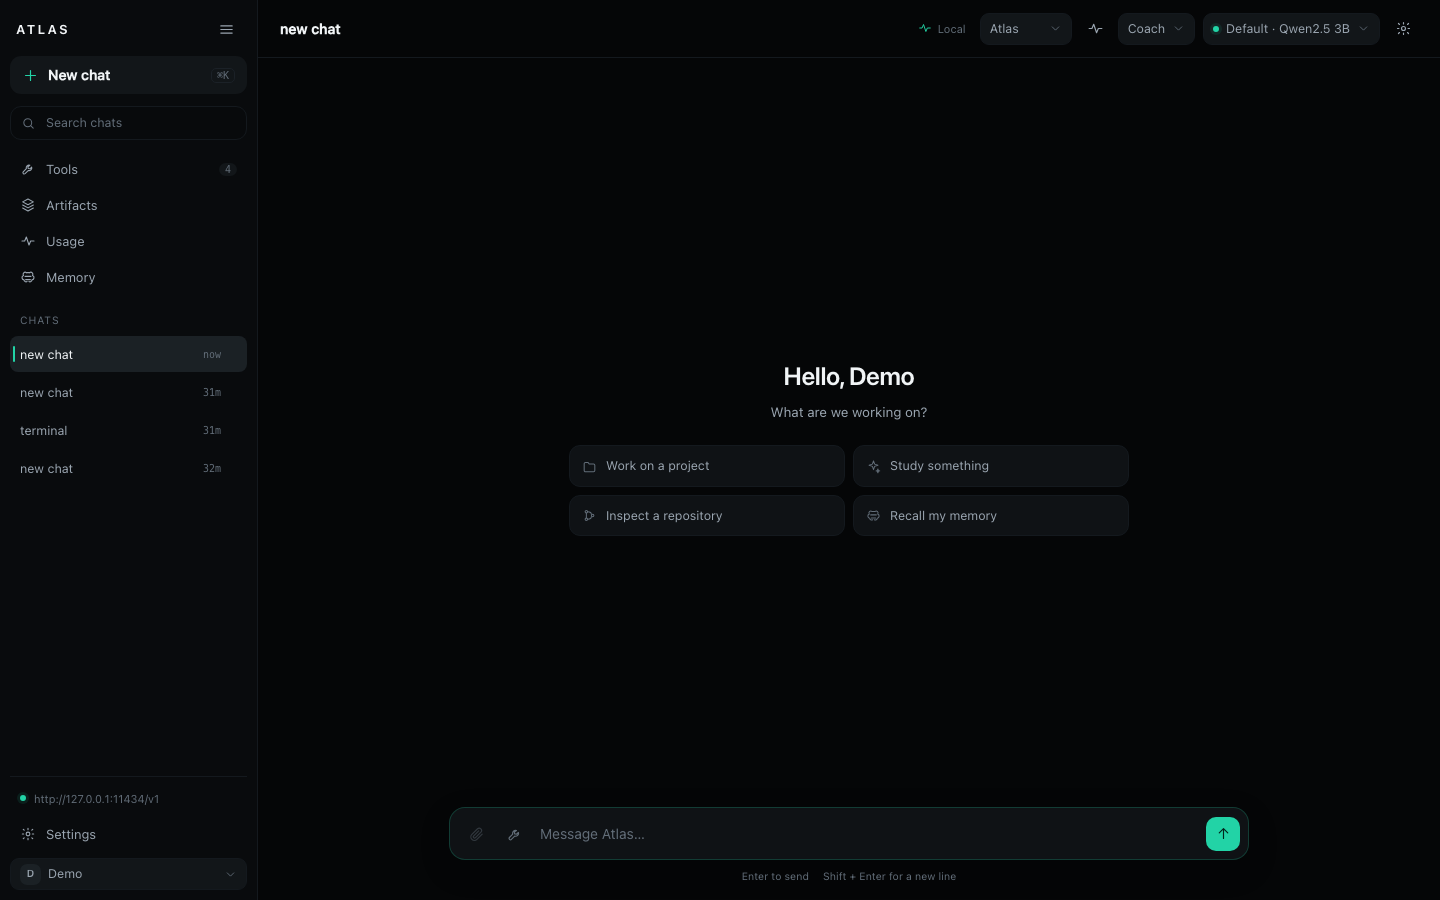 ATLAS
New chat
⌘K
Search chats
Tools
4
Artifacts
Usage
Memory
CHATS
new chat now
new chat 31m
terminal 31m
new chat 32m
http://127.0.0.1:11434/v1
Settings
D Demo
new chat
Local
Atlas
Coach
Default · Qwen2.5 3B
Hello, Demo
What are we working on?
Work on a project
Study something
Inspect a repository
Recall my memory
Message Atlas...
Enter to send Shift + Enter for a new line